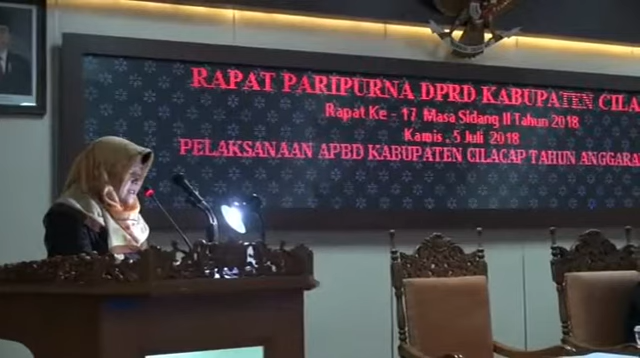 RAPAT PARIPURNA DPRD KABUPATEN CILA
Rapat Ke - 17 Masa Sidang II Tahun 2018
Kamis , 5 Juli 2018
PELAKSANAAN APBD KABUPATEN CILACAP TAHUN ANGGARA